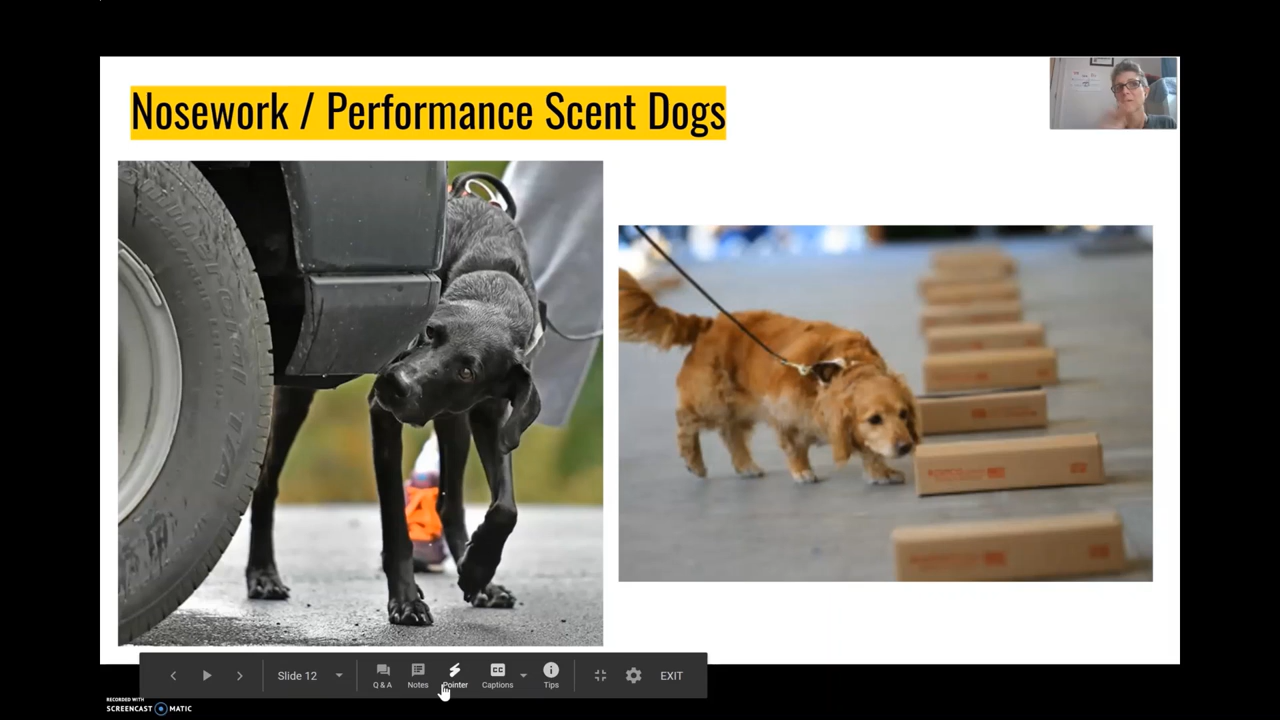 Nosework / Performance Scent Dogs
Slide 12
Q & A
Notes
Pointer
Captions
Tips
EXIT
RECORDED WITH
SCREENCAST MATIC